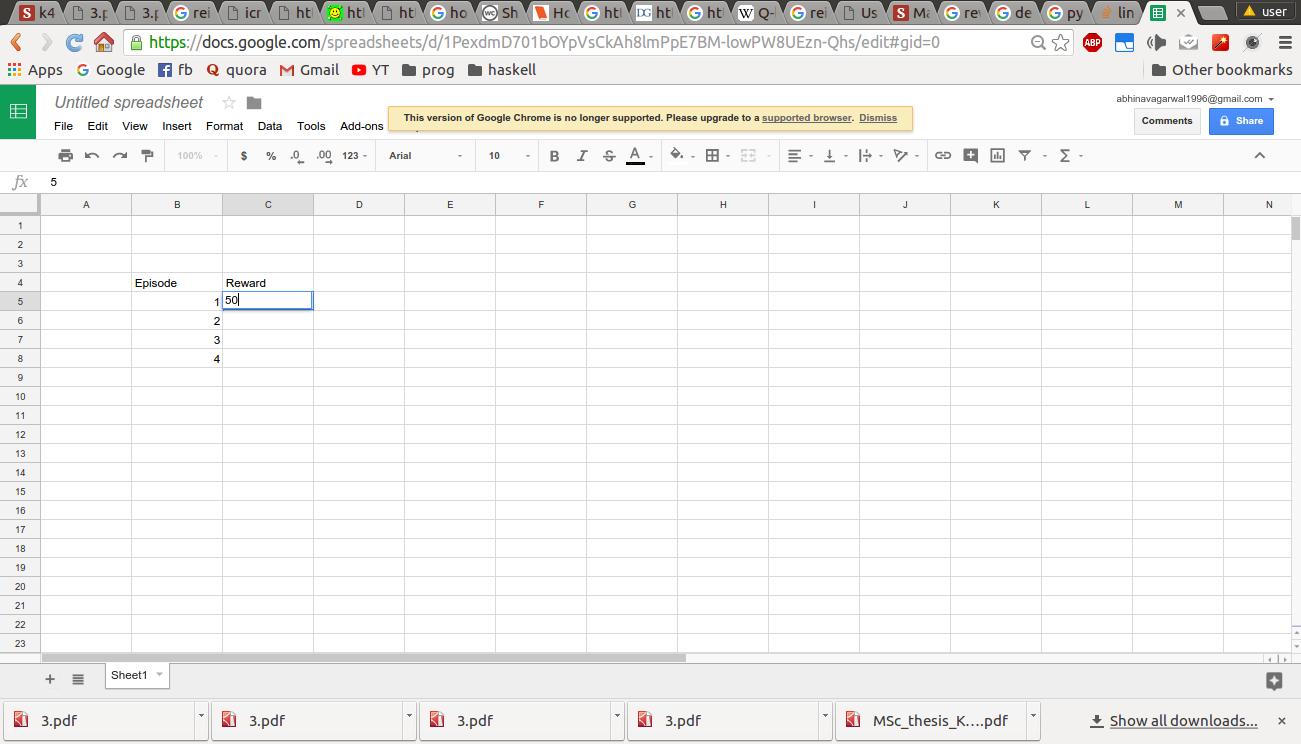 k4 3.p 3.p rei icr htl htl htl ho Sh Ho htl htl htl Q- rei Us Ma rev de py lin user
https://docs.google.com/spreadsheets/d/1PexdmD701bOYpVsCkAh8lmPpE7BM-lowPW8UEzn-Qhs/edit#gid=0
Apps Google fb quora Gmail YT prog haskell Other bookmarks
Untitled spreadsheet
abhinavagarwal1996@gmail.com
File Edit View Insert Format Data Tools Add-ons
This version of Google Chrome is no longer supported. Please upgrade to a supported browser. Dismiss
Comments Share
100% $ % .0 .00 123 Arial 10 B I S A Σ
fx 5
A B C D E F G H I J K L M N
1
2
3
4 Episode Reward
5 1 50
6 2
7 3
8 4
9
10
11
12
13
14
15
16
17
18
19
20
21
22
23
Sheet1
3.pdf 3.pdf 3.pdf 3.pdf MSc_thesis_K....pdf Show all downloads...